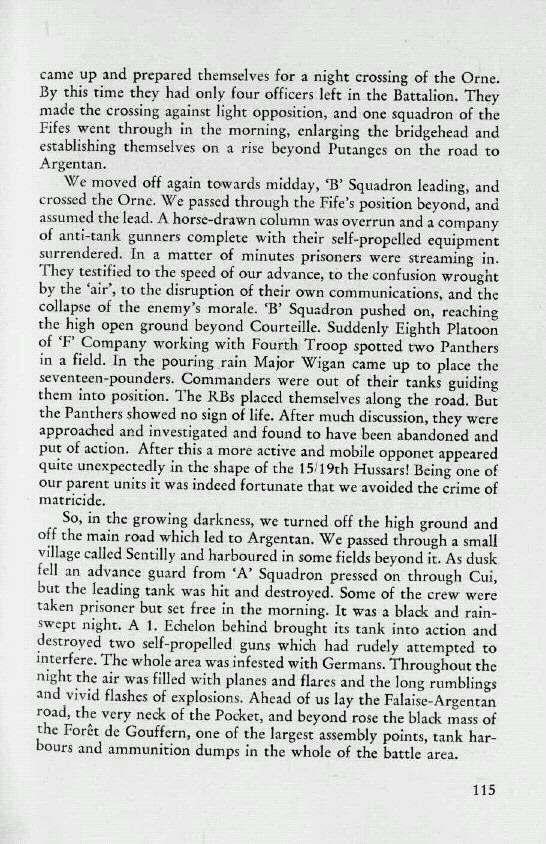 came up and prepared themselves for a night crossing of the Orne.
By this time they had only four officers left in the Battalion. They
made the crossing against light opposition, and one squadron of the
Fifes went through in the morning, enlarging the bridgehead and
establishing themselves on a rise beyond Putanges on the road to
Argentan.
We moved off again towards midday, ‘B’ Squadron leading, and
crossed the Orne. We passed through the Fife’s position beyond, and
assumed the lead. A horse-drawn column was overrun and a company
of anti-tank gunners complete with their self-propelled equipment
surrendered. In a matter of minutes prisoners were streaming in.
They testified to the speed of our advance, to the confusion wrought
by the ‘air’, to the disruption of their own communications, and the
collapse of the enemy’s morale. ‘B’ Squadron pushed on, reaching
the high open ground beyond Courteille. Suddenly Eighth Platoon
of ‘F’ Company working with Fourth Troop spotted two Panthers
in a field. In the pouring rain Major Wigan came up to place the
seventeen-pounders. Commanders were out of their tanks guiding
them into position. The RBs placed themselves along the road. But
the Panthers showed no sign of life. After much discussion, they were
approached and investigated and found to have been abandoned and
put of action. After this a more active and mobile opponet appeared
quite unexpectedly in the shape of the 15/19th Hussars! Being one of
our parent units it was indeed fortunate that we avoided the crime of
matricide.
So, in the growing darkness, we turned off the high ground and
off the main road which led to Argentan. We passed through a small
village called Sentilly and harboured in some fields beyond it. As dusk
fell an advance guard from ‘A’ Squadron pressed on through Cui,
but the leading tank was hit and destroyed. Some of the crew were
taken prisoner but set free in the morning. It was a black and rain-
swept night. A 1. Echelon behind brought its tank into action and
destroyed two self-propelled guns which had rudely attempted to
interfere. The whole area was infested with Germans. Throughout the
night the air was filled with planes and flares and the long rumblings
and vivid flashes of explosions. Ahead of us lay the Falaise-Argentan
road, the very neck of the Pocket, and beyond rose the black mass of
the Forêt de Gouffern, one of the largest assembly points, tank har-
bours and ammunition dumps in the whole of the battle area.
115